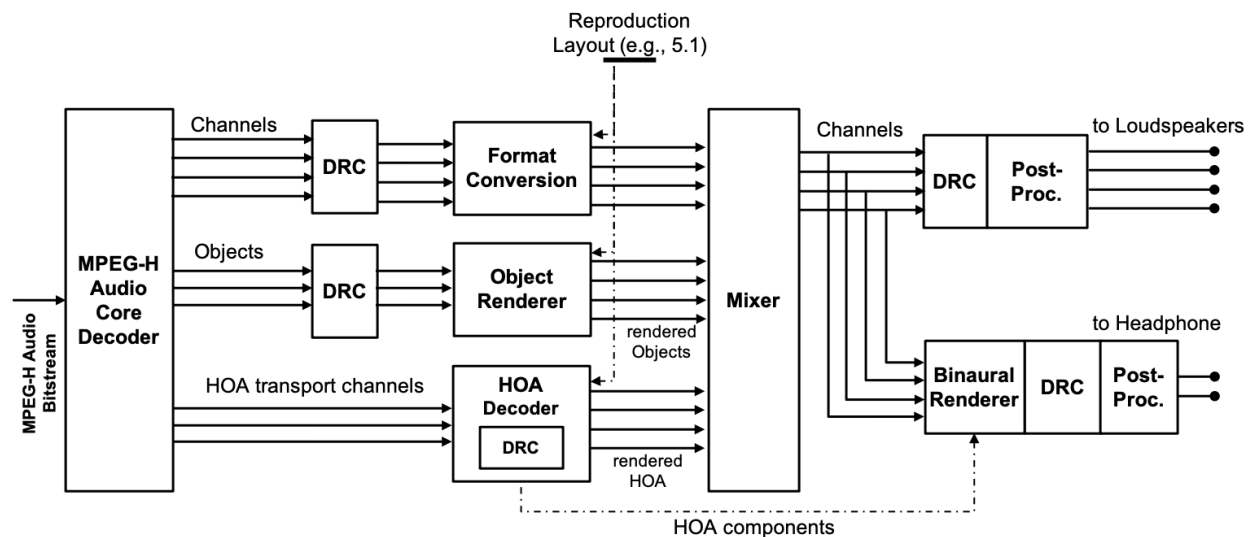 Reproduction
Layout (e.g., 5.1)
Channels
DRC
Format
Conversion
Channels
to Loudspeakers
DRC
Post-
Proc.
MPEG-H
Audio
Core
Decoder
Objects
DRC
Object
Renderer
rendered
Objects
Mixer
MPEG-H Audio
Bitstream
HOA transport channels
HOA
Decoder
DRC
rendered
HOA
to Headphone
Binaural
Renderer
DRC
Post-
Proc.
HOA components